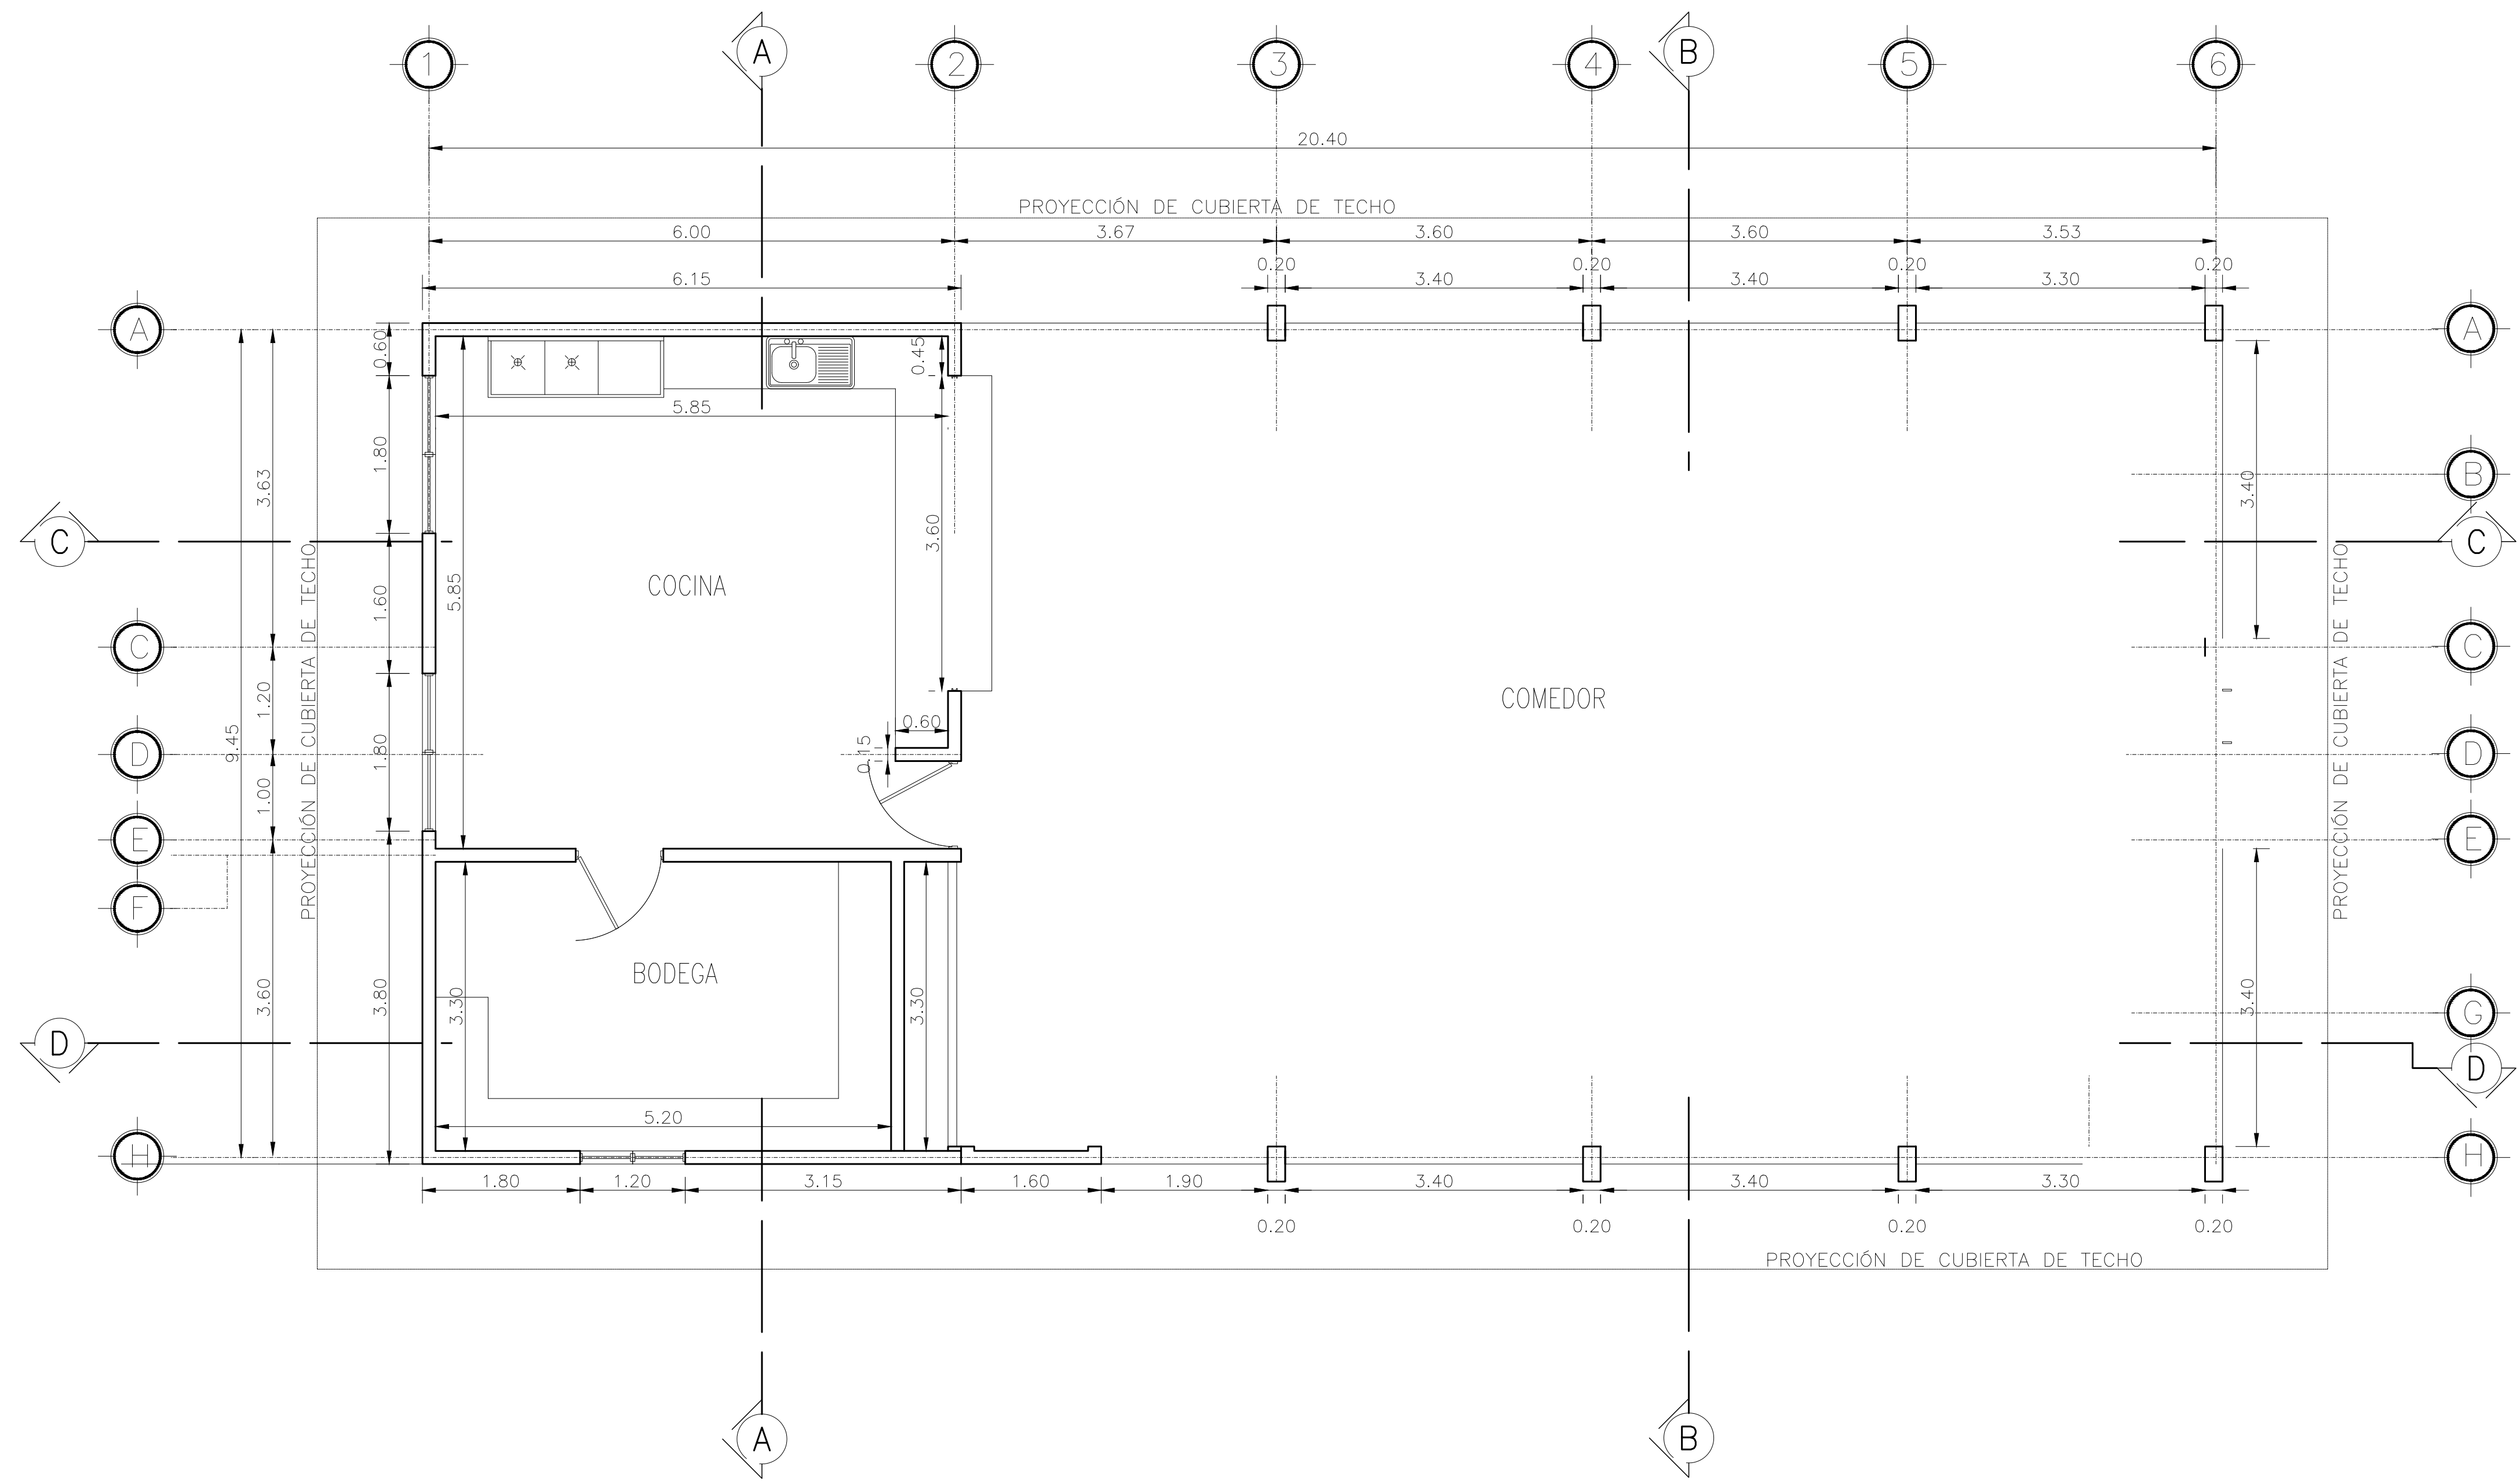 A B
1 2 3 4 5 6
20.40
PROYECCIÓN DE CUBIERTA DE TECHO
6.00 3.67 3.60 3.60 3.53
0.20 0.20 0.20 0.20
6.15 3.40 3.40 3.30
A A
0.60 0.45
5.85
B
1.80 3.63 3.40
3.60
C C
PROYECCIÓN DE CUBIERTA DE TECHO
PROYECCIÓN DE CUBIERTA DE TECHO
COCINA
5.85
1.60
C C
1.20
COMEDOR
0.60
0.15
9.45
1.80
D D
1.00
E E
F
BODEGA
3.60 3.80 3.30 3.30 3.40
G
D D
5.20
H H
1.80 1.20 3.15 1.60 1.90 3.40 3.40 3.30
0.20 0.20 0.20 0.20
PROYECCIÓN DE CUBIERTA DE TECHO
A B